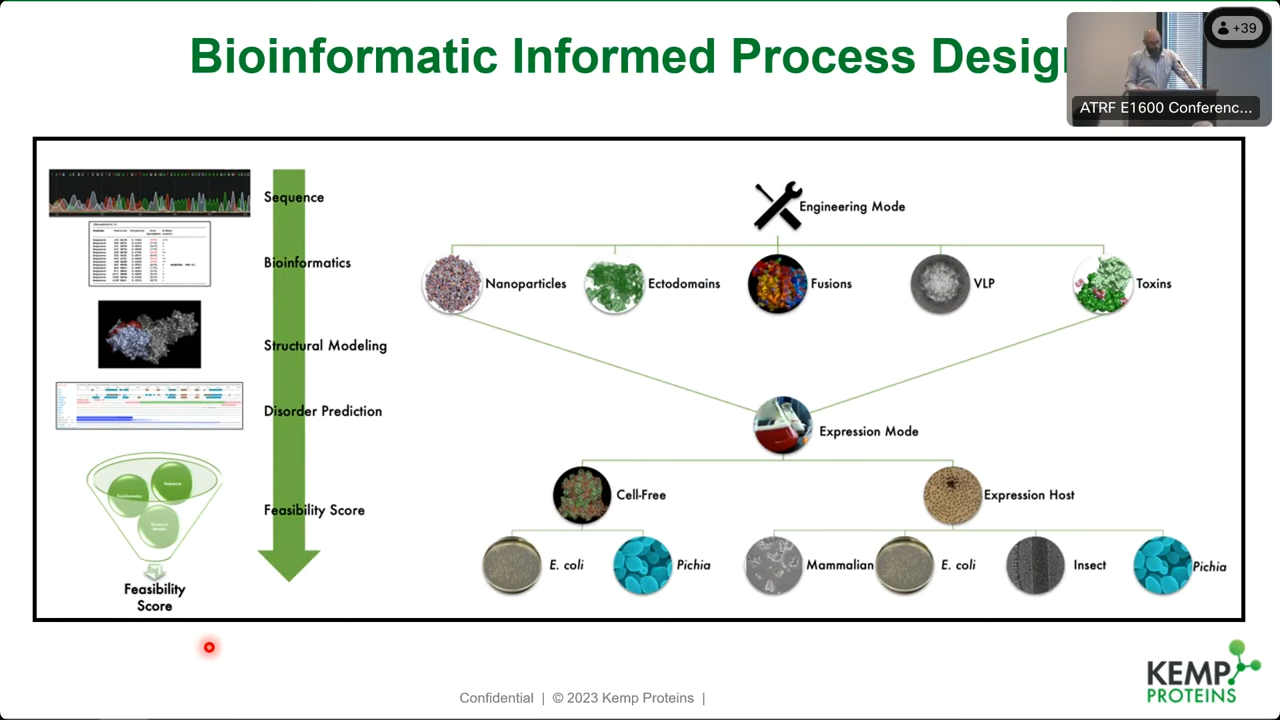 Bioinformatic Informed Process Desig
+39
ATRF E1600 Conferenc...
Sequence
Bioinformatics
Structural Modeling
Disorder Prediction
Feasibility Score
Feasibility
Score
Engineering Mode
Nanoparticles
Ectodomains
Fusions
VLP
Toxins
Expression Mode
Cell-Free
Expression Host
E. coli
Pichia
Mammalian
E. coli
Insect
Pichia
Confidential | © 2023 Kemp Proteins |
KEMP
PROTEINS